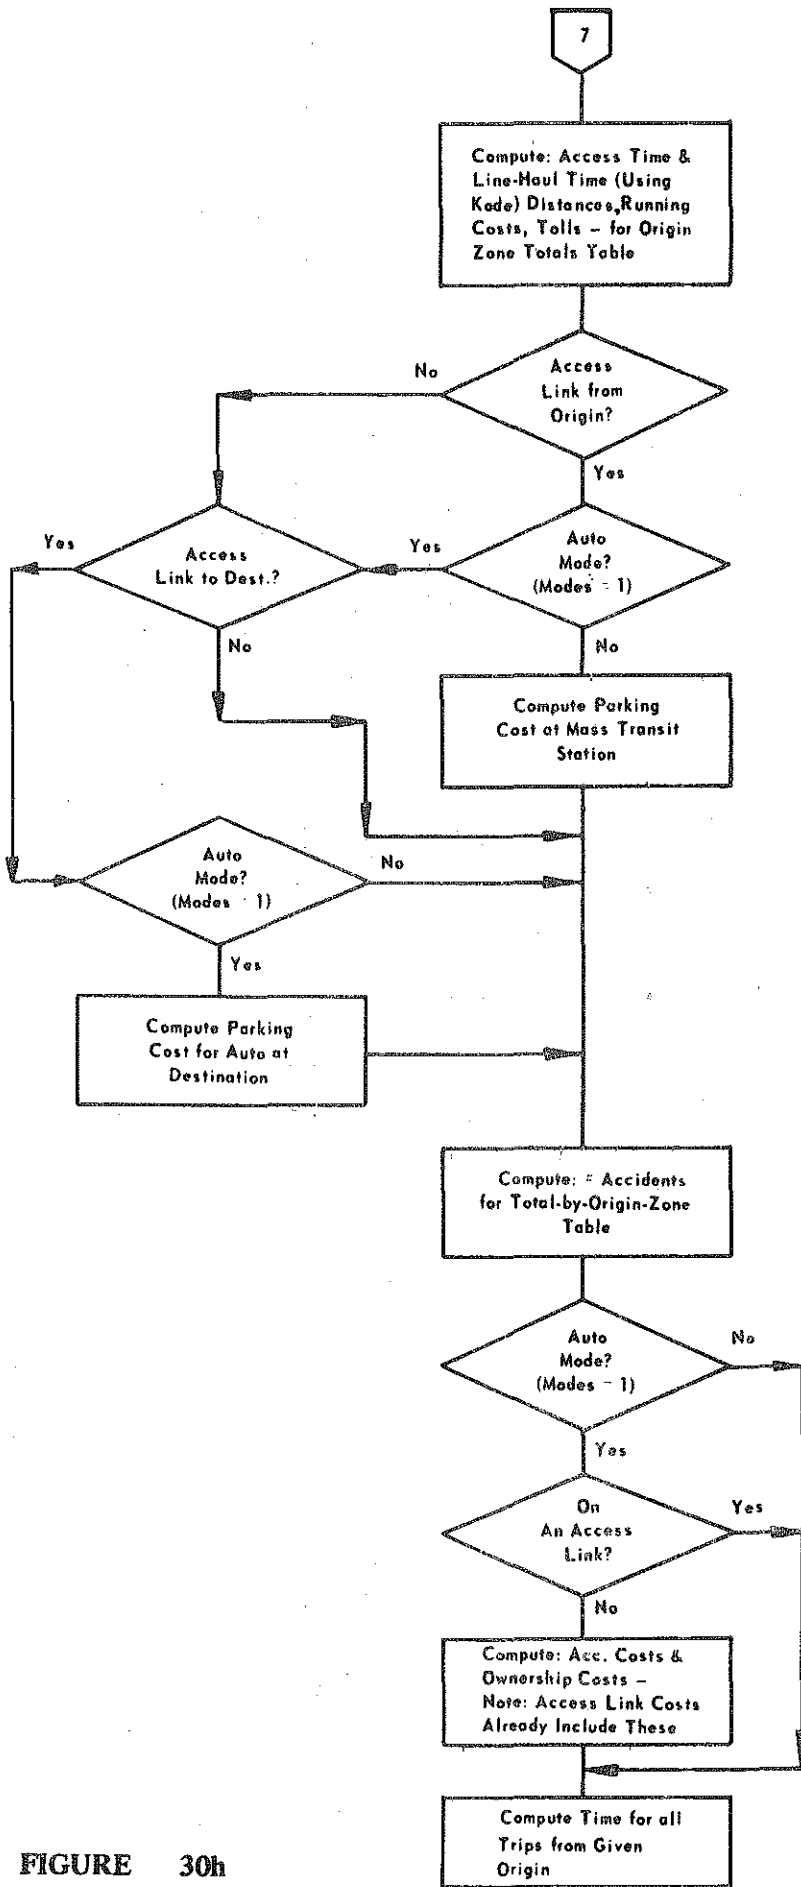 7
Compute: Access Time &
Line-Haul Time (Using
Kode) Distances,Running
Costs, Tolls – for Origin
Zone Totals Table
No
Access
Link from
Origin?
Yes
Yes
Access
Link to Dest.?
Yes
Auto
Mode?
(Modes = 1)
No
No
Compute Parking
Cost at Mass Transit
Station
Auto
Mode?
(Modes = 1)
No
Yes
Compute Parking
Cost for Auto at
Destination
Compute: = Accidents
for Total-by-Origin-Zone
Table
Auto
Mode?
(Modes = 1)
No
Yes
On
An Access
Link?
Yes
No
Compute: Acc. Costs &
Ownership Costs –
Note: Access Link Costs
Already Include These
Compute Time for all
Trips from Given
Origin
FIGURE 30h